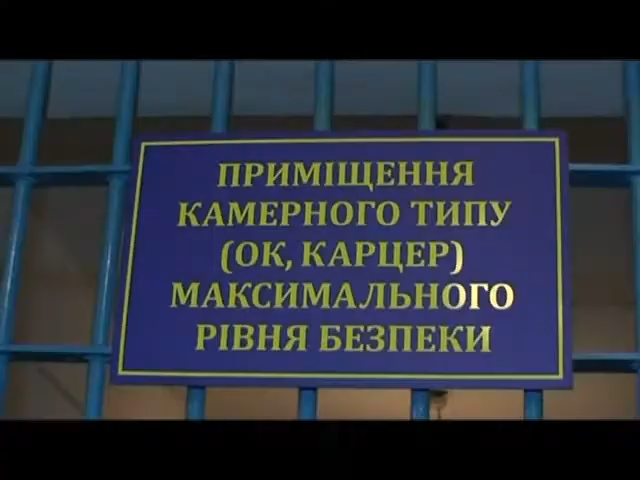 ПРИМІЩЕННЯ
КАМЕРНОГО ТИПУ
(ОК, КАРЦЕР)
МАКСИМАЛЬНОГО
РІВНЯ БЕЗПЕКИ